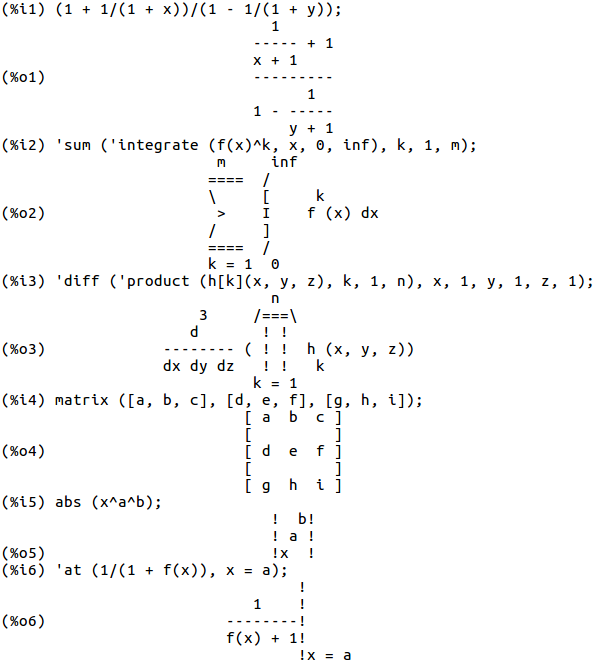 (%i1) (1 + 1/(1 + x))/(1 - 1/(1 + y));
                                  1
                                ----- + 1
                                x + 1
(%o1)                           ---------
                                      1
                                1 - -----
                                    y + 1
(%i2) 'sum ('integrate (f(x)^k, x, 0, inf), k, 1, m);
                            m     inf
                          ====   /
                          \      [      k
(%o2)                      >     I     f (x) dx
                          /      ]
                          ====   /
                          k = 1  0
(%i3) 'diff ('product (h[k](x, y, z), k, 1, n), x, 1, y, 1, z, 1);
                                  n
                         3      /===\
                        d        ! !
(%o3)                -------- (  ! !  h (x, y, z))
                     dx dy dz    ! !   k
                                k = 1
(%i4) matrix ([a, b, c], [d, e, f], [g, h, i]);
                               [ a  b  c ]
                               [         ]
(%o4)                          [ d  e  f ]
                               [         ]
                               [ g  h  i ]
(%i5) abs (x^a^b);
                                  !  b!
                                  ! a !
(%o5)                             !x  !
(%i6) 'at (1/(1 + f(x)), x = a);
                                      !
                                1     !
(%o6)                        --------!
                             f(x) + 1!
                                      !x = a